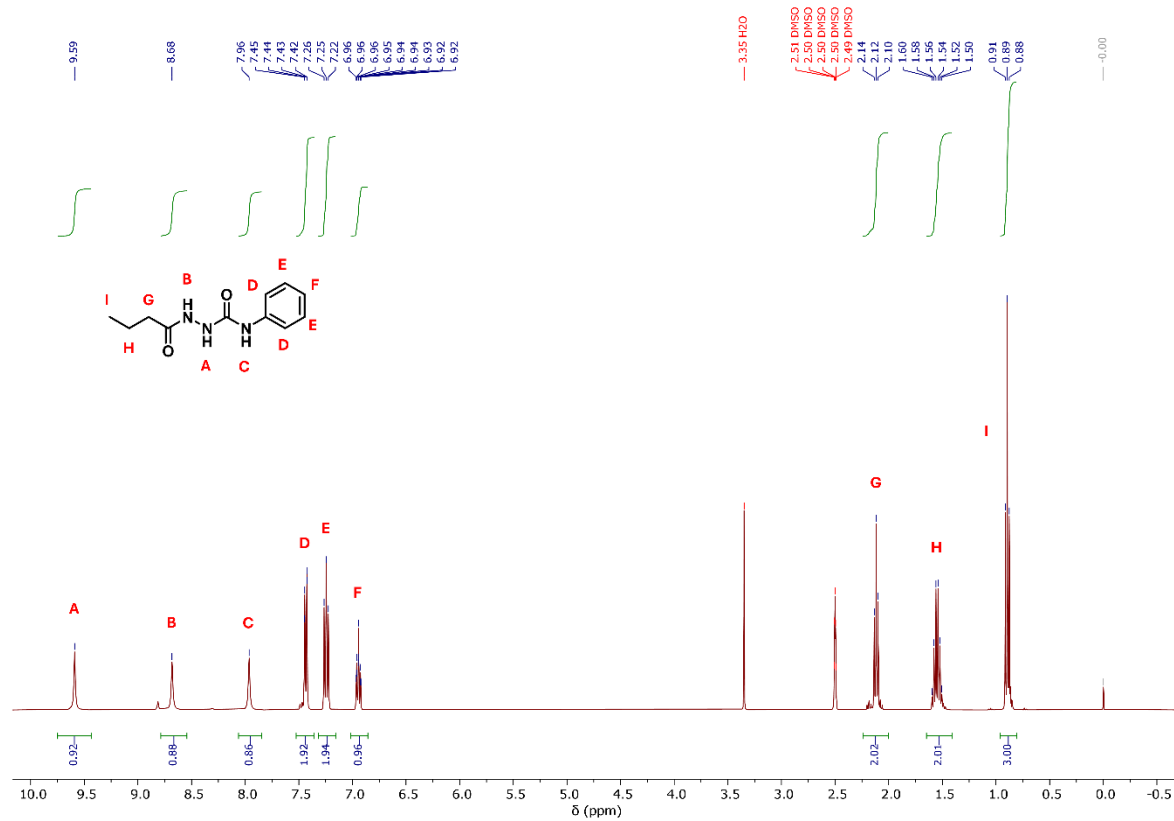 9.59
8.68
7.96
7.45
7.44
7.43
7.42
7.26
7.25
7.22
6.96
6.96
6.96
6.95
6.94
6.94
6.93
6.92
6.92
3.35 H2O
2.51 DMSO
2.50 DMSO
2.50 DMSO
2.50 DMSO
2.49 DMSO
2.14
2.12
2.10
1.60
1.58
1.56
1.54
1.52
1.50
0.91
0.89
0.88
-0.00
B
E
D
F
I
G
O
H
N
N
H
O
N
H
E
D
H
A
C
I
G
E
D
H
F
A
B
C
0.92
0.88
0.86
1.92
1.94
0.96
2.02
2.01
3.00
10.0 9.5 9.0 8.5 8.0 7.5 7.0 6.5 6.0 5.5 5.0 4.5 4.0 3.5 3.0 2.5 2.0 1.5 1.0 0.5 0.0 -0.5
δ (ppm)